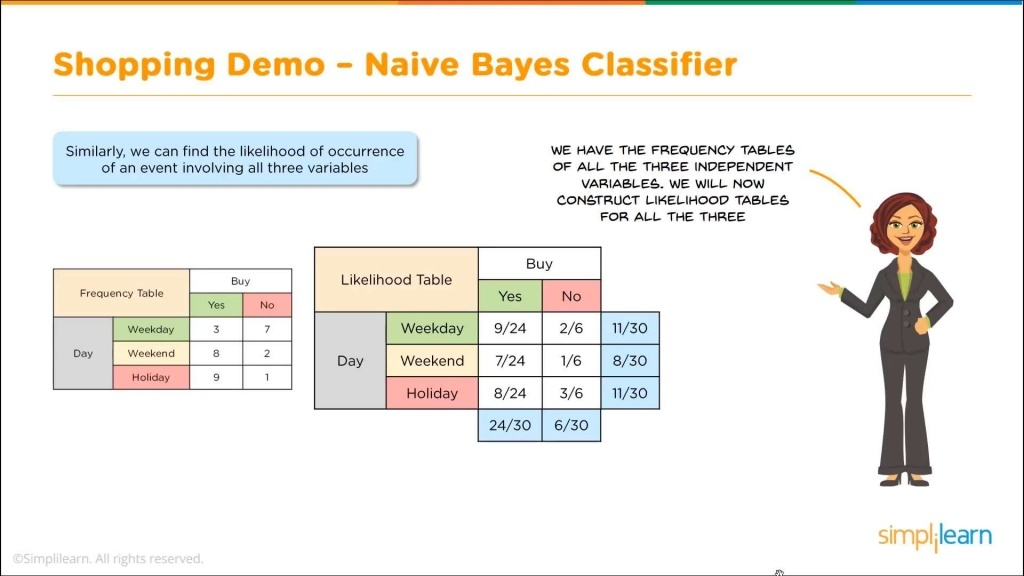 Shopping Demo – Naive Bayes Classifier
Similarly, we can find the likelihood of occurrence
of an event involving all three variables
WE HAVE THE FREQUENCY TABLES
OF ALL THE THREE INDEPENDENT
VARIABLES. WE WILL NOW
CONSTRUCT LIKELIHOOD TABLES
FOR ALL THE THREE
Frequency Table
Buy
Yes No
Day
Weekday 3 7
Weekend 8 2
Holiday 9 1
Likelihood Table
Buy
Yes No
Day
Weekday 9/24 2/6 11/30
Weekend 7/24 1/6 8/30
Holiday 8/24 3/6 11/30
24/30 6/30
©Simplilearn. All rights reserved.
simplilearn